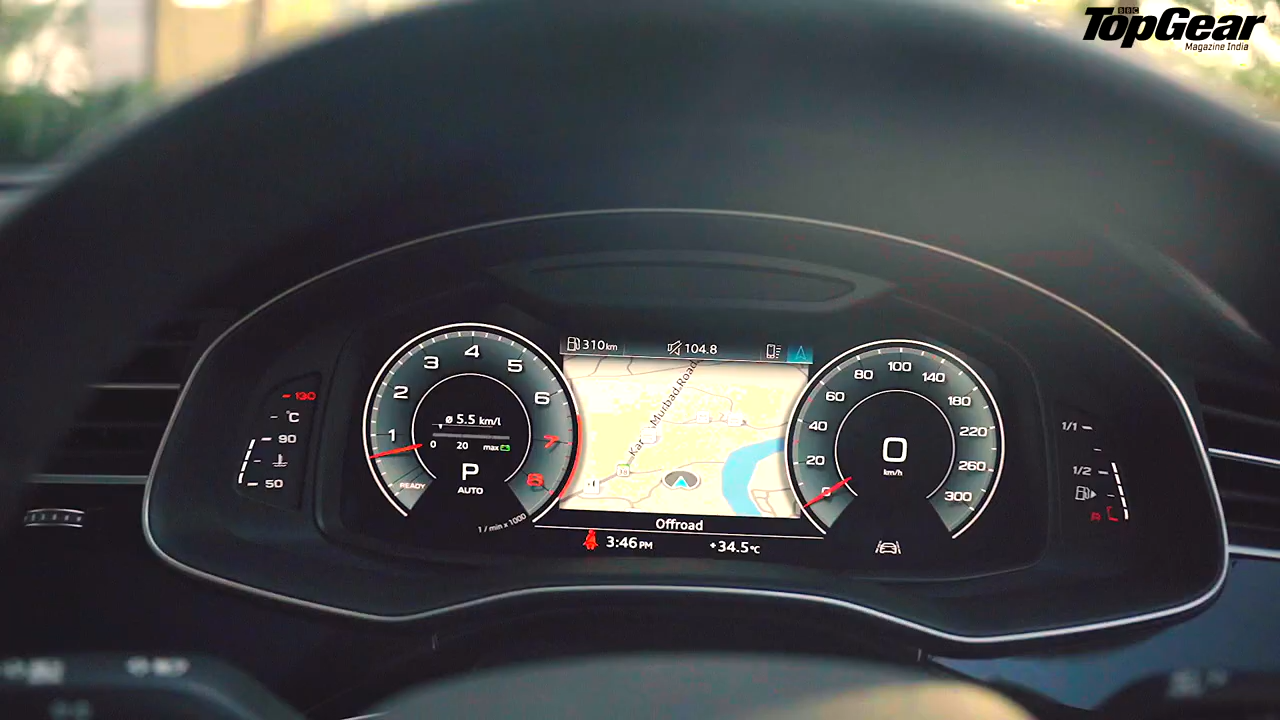 BBC
TopGear
Magazine India
310 km
104.8
1
2
3
4
5
6
7
ø 5.5 km/l
0 20 max
P
AUTO
READY
1 / min x 1000
Murbad Road
0
20
40
60
80
100
140
180
220
260
300
0
km/h
130
°C
90
50
1/1
1/2
Offroad
3:46 PM
+34.5°C